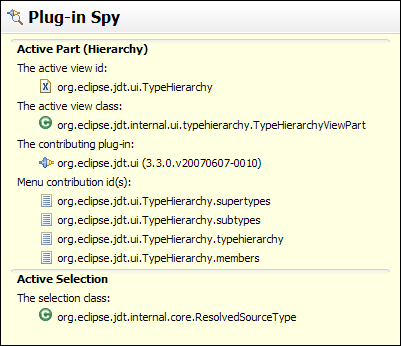 Plug-in Spy
Active Part (Hierarchy)
The active view id:
org.eclipse.jdt.ui.TypeHierarchy
The active view class:
org.eclipse.jdt.internal.ui.typehierarchy.TypeHierarchyViewPart
The contributing plug-in:
org.eclipse.jdt.ui (3.3.0.v20070607-0010)
Menu contribution id(s):
org.eclipse.jdt.ui.TypeHierarchy.supertypes
org.eclipse.jdt.ui.TypeHierarchy.subtypes
org.eclipse.jdt.ui.TypeHierarchy.typehierarchy
org.eclipse.jdt.ui.TypeHierarchy.members
Active Selection
The selection class:
org.eclipse.jdt.internal.core.ResolvedSourceType